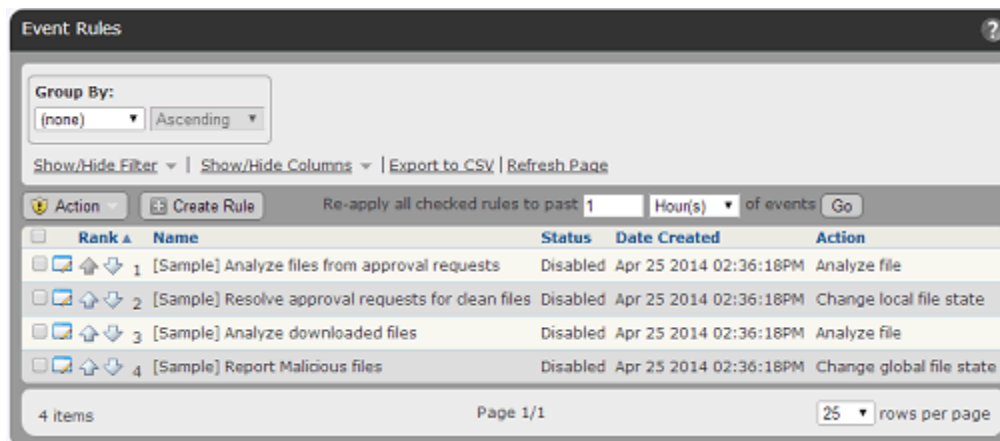 Event Rules ?
Group By:
(none) Ascending
Show/Hide Filter | Show/Hide Columns | Export to CSV | Refresh Page
Action Create Rule Re-apply all checked rules to past 1 Hour(s) of events Go
Rank Name Status Date Created Action
1 [Sample] Analyze files from approval requests Disabled Apr 25 2014 02:36:18PM Analyze file
2 [Sample] Resolve approval requests for clean files Disabled Apr 25 2014 02:36:18PM Change local file state
3 [Sample] Analyze downloaded files Disabled Apr 25 2014 02:36:18PM Analyze file
4 [Sample] Report Malicious files Disabled Apr 25 2014 02:36:18PM Change global file state
4 items Page 1/1 25 rows per page